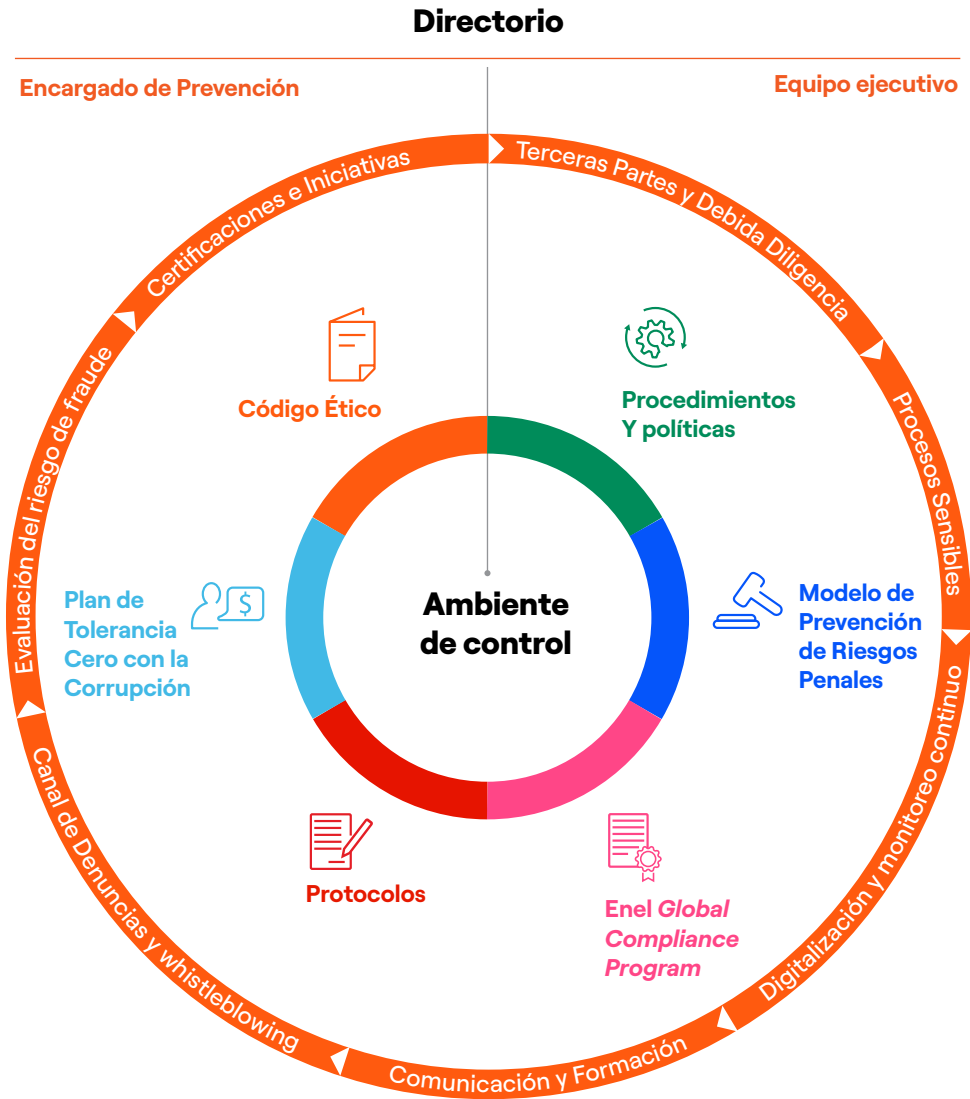 Directorio
Encargado de Prevención
Equipo ejecutivo
Certificaciones e Iniciativas
Terceras Partes y Debida Diligencia
Procesos Sensibles
Digitalización y monitoreo continuo
Comunicación y Formación
Canal de Denuncias y whistleblowing
Evaluación del riesgo de fraude
Código Ético
Procedimientos
Y políticas
Plan de
Tolerancia
Cero con la
Corrupción
$
Ambiente
de control
Modelo de
Prevención
de Riesgos
Penales
Protocolos
Enel Global
Compliance
Program